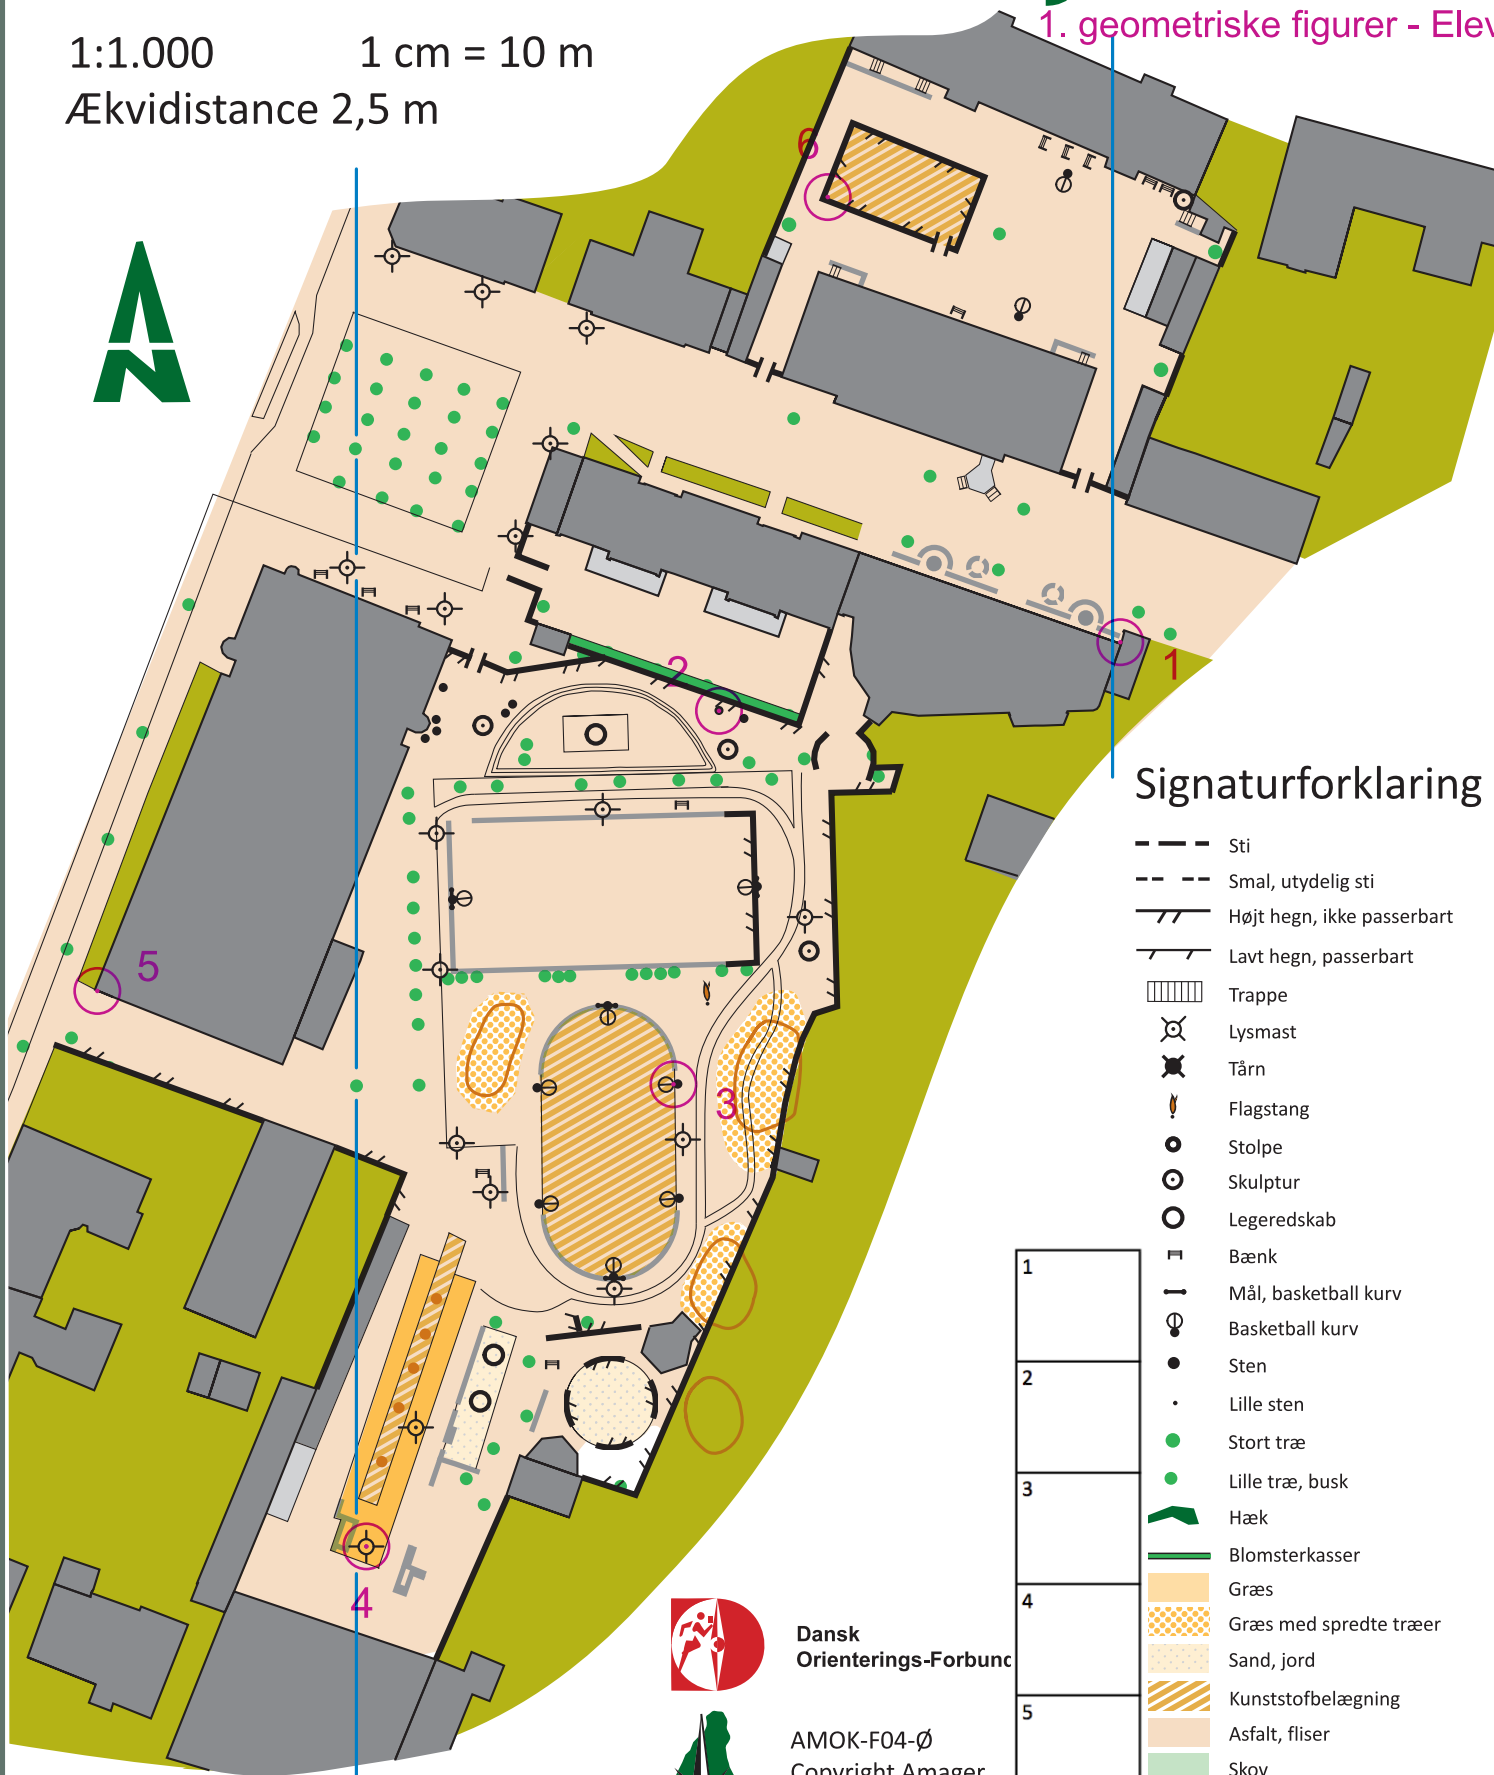 1:1.000 1 cm = 10 m
Ækvidistance 2,5 m
1. geometriske figurer - Elev
6
2
1
5
3
4
Signaturforklaring
Sti
Smal, utydelig sti
Højt hegn, ikke passerbart
Lavt hegn, passerbart
Trappe
Lysmast
Tårn
Flagstang
Stolpe
Skulptur
Legeredskab
Bænk
Mål, basketball kurv
Basketball kurv
Sten
Lille sten
Stort træ
Lille træ, busk
Hæk
Blomsterkasser
Græs
Græs med spredte træer
Sand, jord
Kunststofbelægning
Asfalt, fliser
Skov
1
2
3
4
5
Dansk
Orienterings-Forbund
AMOK-F04-Ø
Copyright Amager